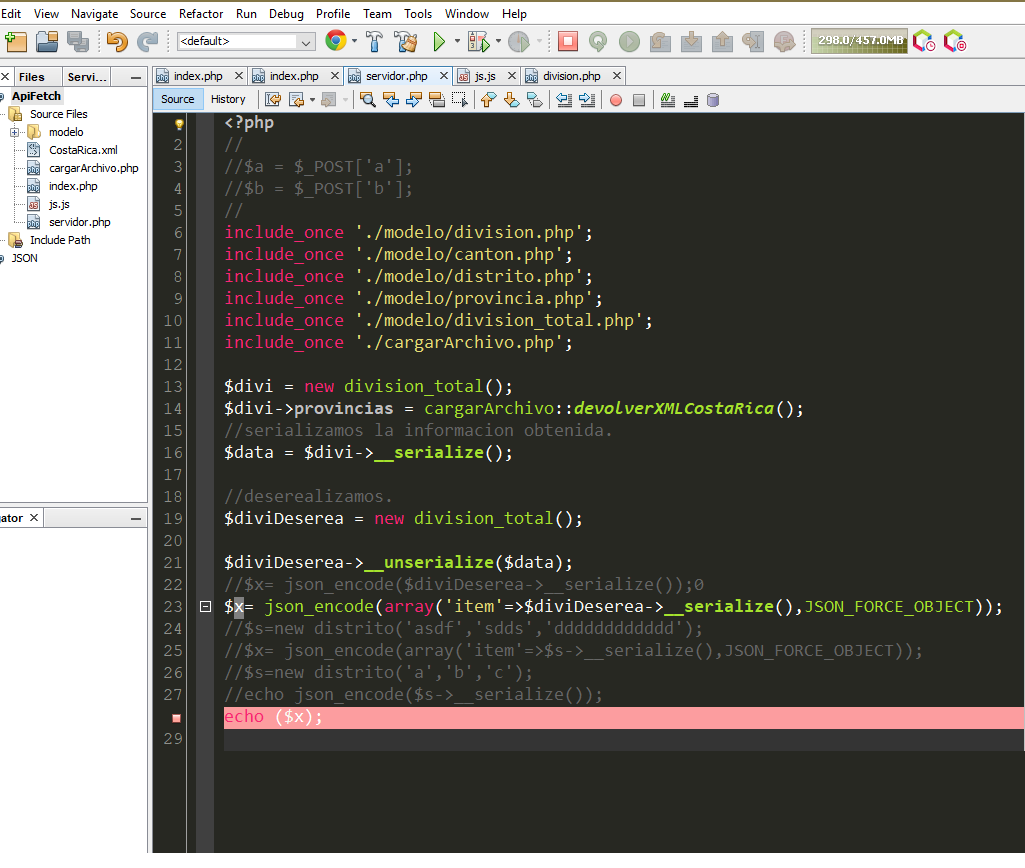 Edit View Navigate Source Refactor Run Debug Profile Team Tools Window Help
<default>
298.0/457.0MB
Files Servi...
index.php index.php servidor.php js.js division.php
Source History
ApiFetch
Source Files
modelo
CostaRica.xml
cargarArchivo.php
index.php
js.js
servidor.php
Include Path
JSON
gator
<?php
2 //
3 //$a = $_POST['a'];
4 //$b = $_POST['b'];
5 //
6 include_once './modelo/division.php';
7 include_once './modelo/canton.php';
8 include_once './modelo/distrito.php';
9 include_once './modelo/provincia.php';
10 include_once './modelo/division_total.php';
11 include_once './cargarArchivo.php';
12
13 $divi = new division_total();
14 $divi->provincias = cargarArchivo::devolverXMLCostaRica();
15 //serializamos la informacion obtenida.
16 $data = $divi->__serialize();
17
18 //deserealizamos.
19 $diviDeserea = new division_total();
20
21 $diviDeserea->__unserialize($data);
22 //$x= json_encode($diviDeserea->__serialize());0
23 $x= json_encode(array('item'=>$diviDeserea->__serialize(),JSON_FORCE_OBJECT));
24 //$s=new distrito('asdf','sdds','dddddddddddd');
25 //$x= json_encode(array('item'=>$s->__serialize(),JSON_FORCE_OBJECT));
26 //$s=new distrito('a','b','c');
27 //echo json_encode($s->__serialize());
echo ($x);
29